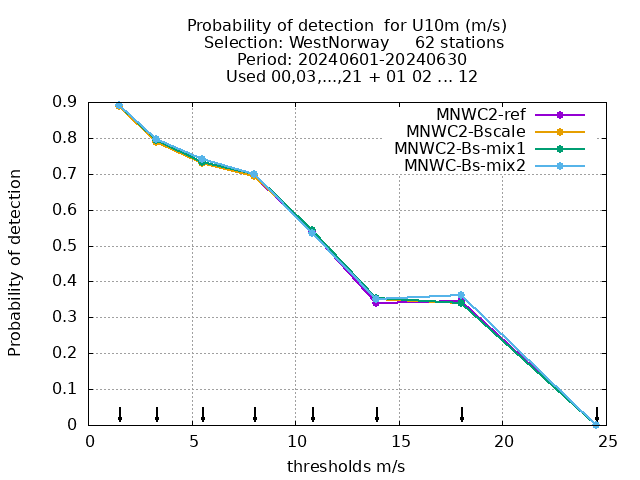 Probability of detection  for U10m (m/s)
Selection: WestNorway     62 stations
Period: 20240601-20240630
Used 00,03,...,21 + 01 02 ... 12
MNWC2-ref
MNWC2-Bscale
MNWC2-Bs-mix1
MNWC-Bs-mix2
Probability of detection
0.9
0.8
0.7
0.6
0.5
0.4
0.3
0.2
0.1
0
0 5 10 15 20 25
thresholds m/s